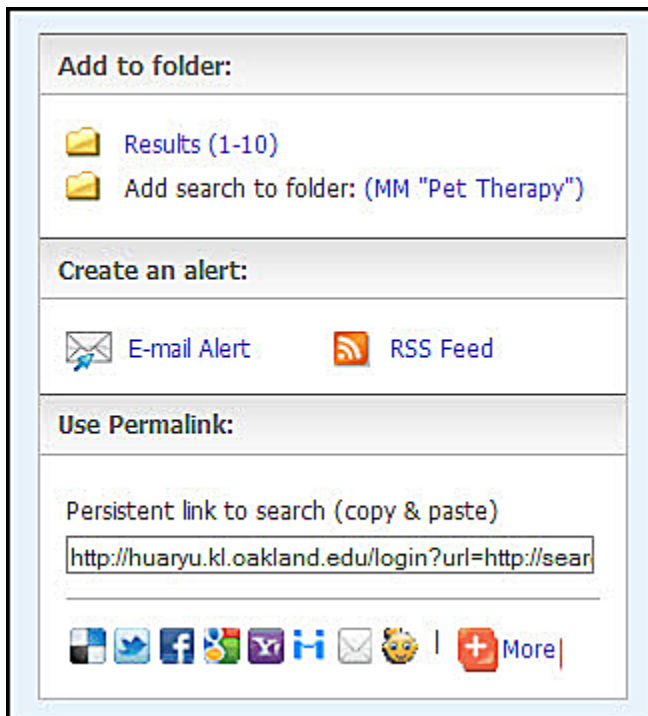 Add to folder:
Results (1-10)
Add search to folder: (MM "Pet Therapy")
Create an alert:
E-mail Alert RSS Feed
Use Permalink:
Persistent link to search (copy & paste)
http://huaryu.kl.oakland.edu/login?url=http://sear
| More